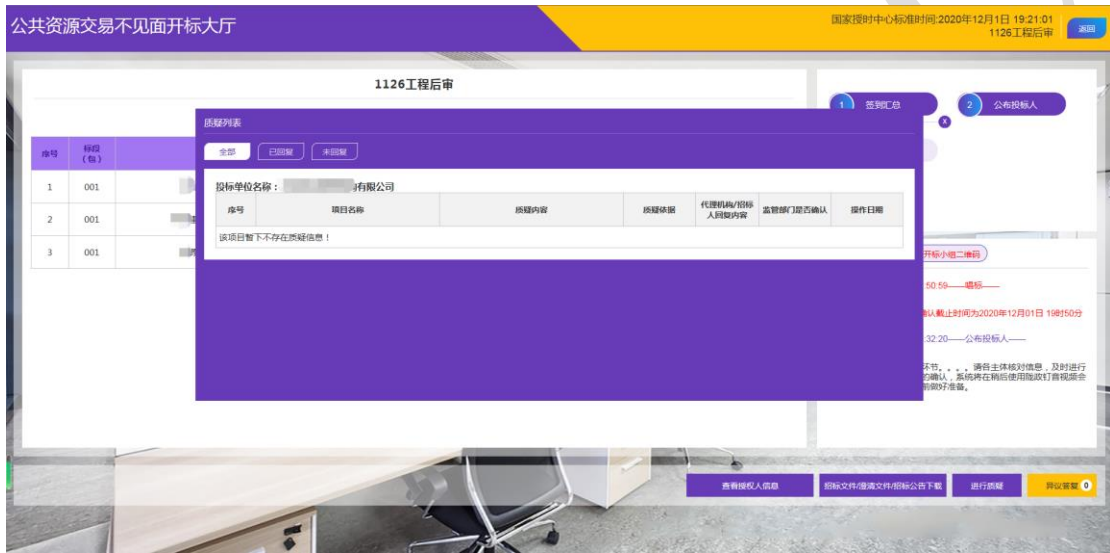 公共资源交易不见面开标大厅
国家授时中心标准时间:2020年12月1日 19:21:01
1126工程后审
返回
1126工程后审
1 签到汇总
2 公布投标人
X
质疑列表
全部 已回复 未回复
投标单位名称：
有限公司
序号 项目名称 质疑内容 质疑依据 代理机构/招标人回复内容 监管部门是否确认 操作日期
该项目暂下不存在质疑信息！
序号 标段（包）
1 001
2 001
3 001
开标小组二维码
:50:59——唱标——
认截止时间为2020年12月01日 19时50分
:32:20——公布投标人——
环节。。。，请各主体核对信息，及时进行
的确认，系统将在稍后使用陇政钉音视频会
前做好准备。
查看授权人信息 招标文件/澄清文件/招标公告下载 进行质疑 异议答复 0